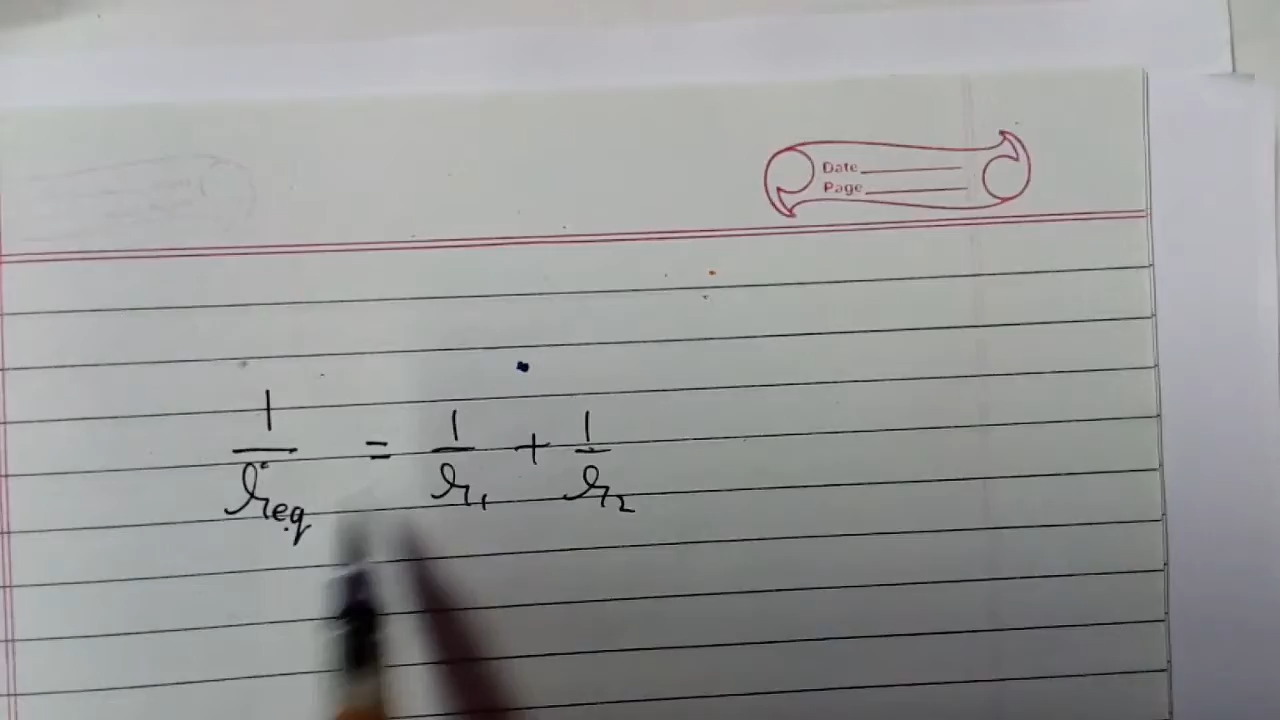 Date
Page
1/r_eq = 1/r_1 + 1/r_2